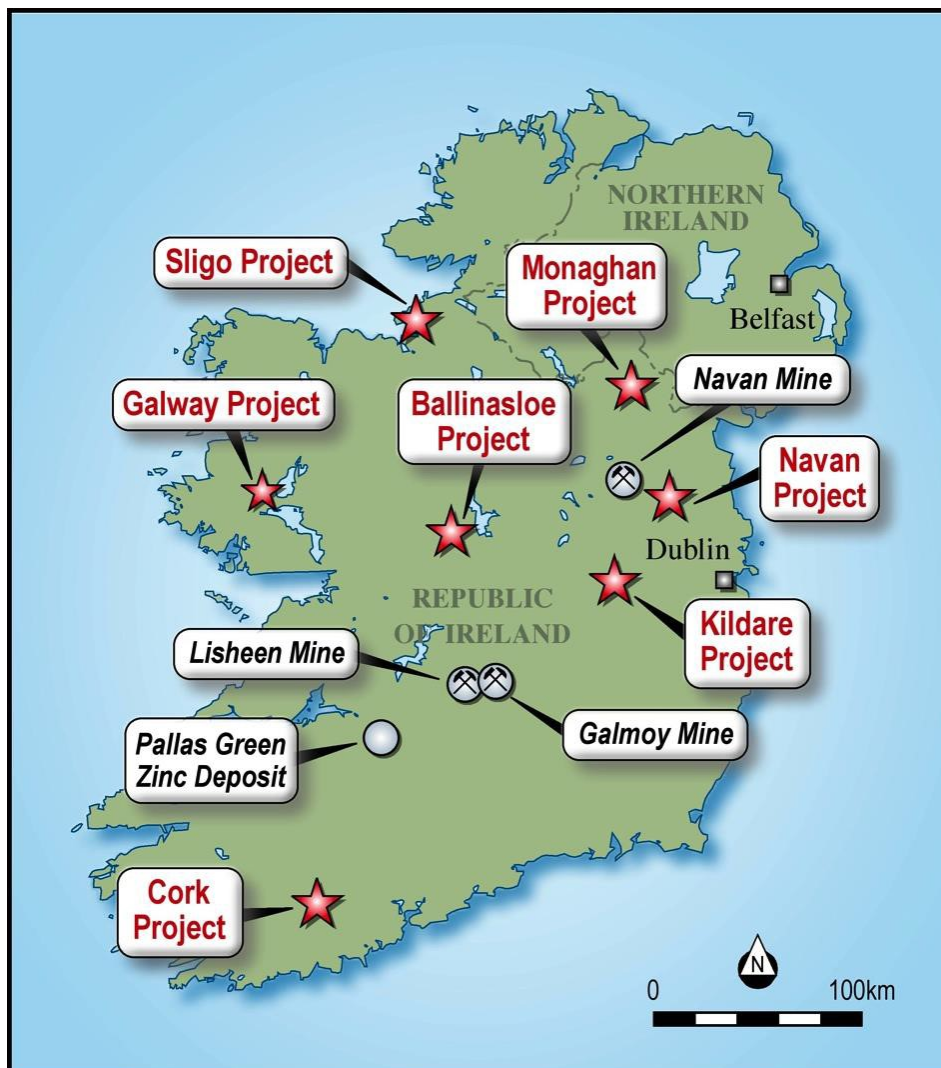 NORTHERN
IRELAND
Sligo Project
Monaghan
Project
Belfast
Navan Mine
Galway Project
Ballinasloe
Project
Navan
Project
Dublin
REPUBLIC
OF IRELAND
Kildare
Project
Lisheen Mine
Galmoy Mine
Pallas Green
Zinc Deposit
Cork
Project
N
0 100km